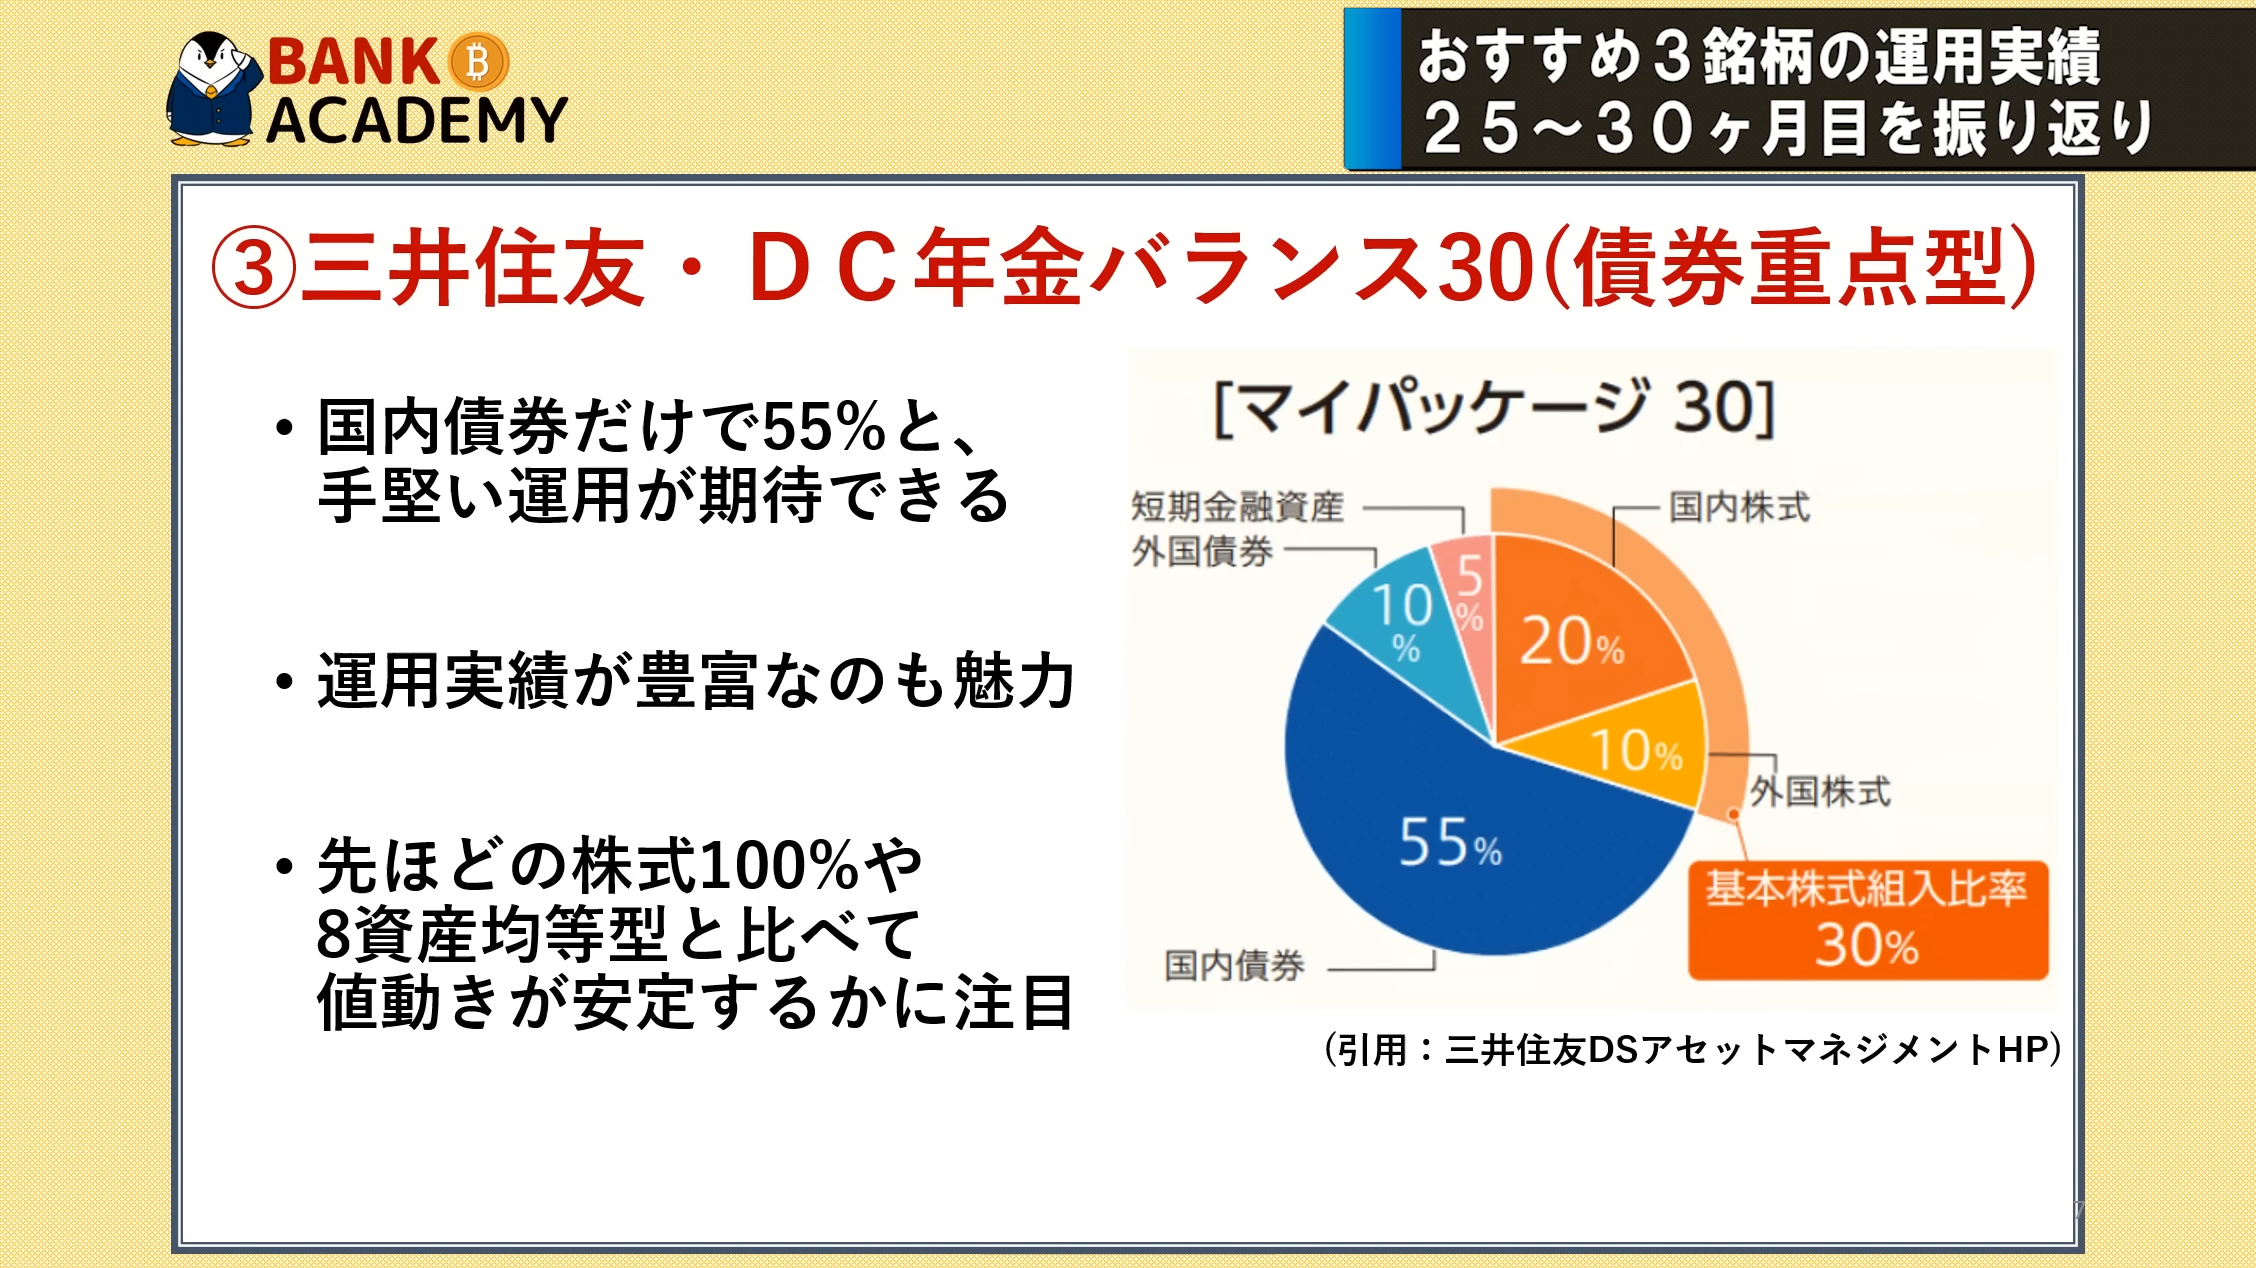 BANK
ACADEMY
おすすめ３銘柄の運用実績
２５～３０ヶ月目を振り返り
③三井住友・ＤＣ年金バランス30(債券重点型)
・国内債券だけで55%と、
手堅い運用が期待できる
・運用実績が豊富なのも魅力
・先ほどの株式100%や
8資産均等型と比べて
値動きが安定するかに注目
[マイパッケージ 30]
短期金融資産
外国債券
国内株式
5%
10%
20%
10%
外国株式
55%
基本株式組入比率
30%
国内債券
(引用：三井住友DSアセットマネジメントHP)
7